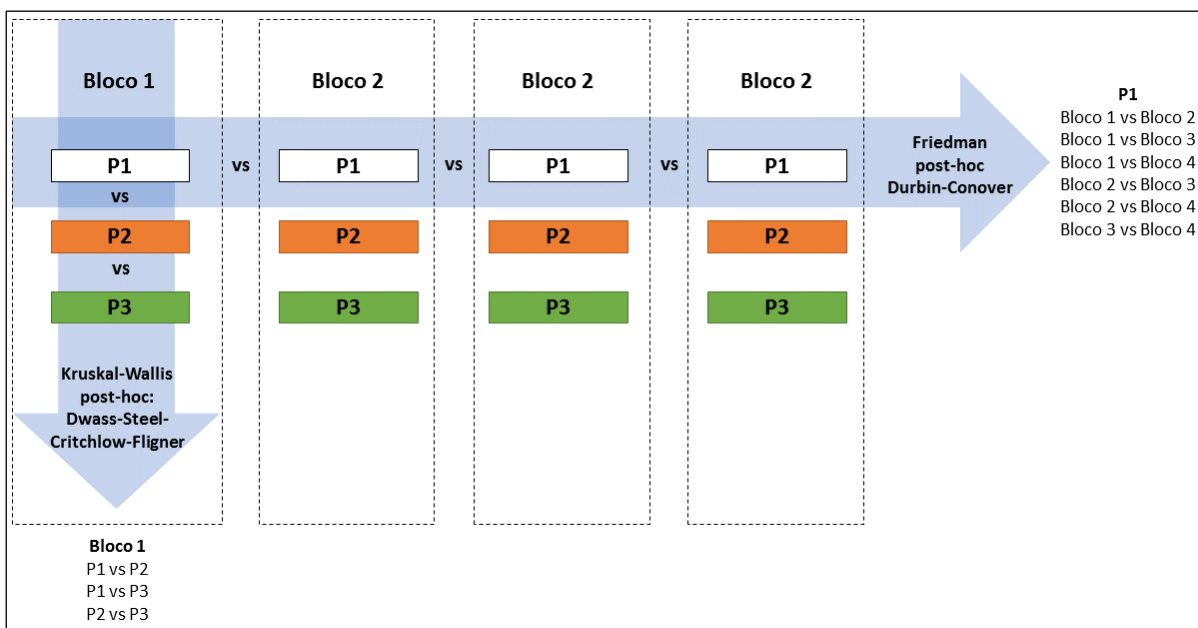 Bloco 1
Bloco 2
Bloco 2
Bloco 2
P1
vs
P1
vs
P1
vs
P1
vs
P2
P2
P2
P2
vs
P3
P3
P3
P3
Kruskal-Wallis
post-hoc:
Dwass-Steel-
Critchlow-Fligner
Bloco 1
P1 vs P2
P1 vs P3
P2 vs P3
Friedman
post-hoc
Durbin-Conover
P1
Bloco 1 vs Bloco 2
Bloco 1 vs Bloco 3
Bloco 1 vs Bloco 4
Bloco 2 vs Bloco 3
Bloco 2 vs Bloco 4
Bloco 3 vs Bloco 4